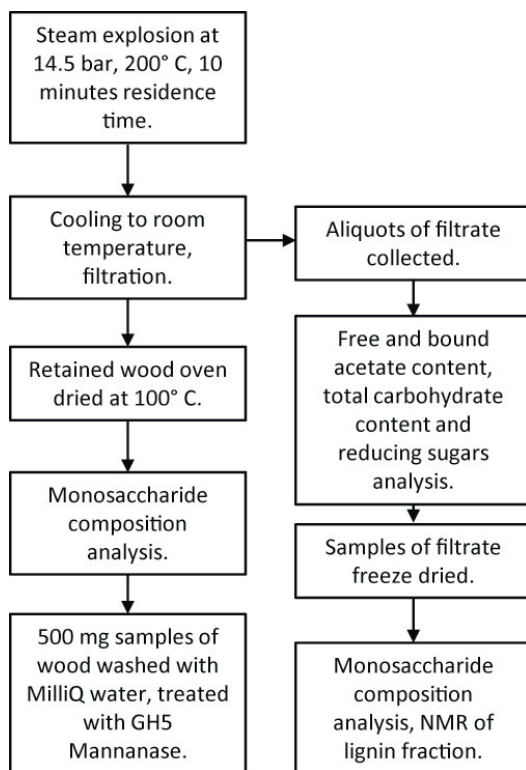 Steam explosion at
14.5 bar, 200° C, 10
minutes residence
time.
Cooling to room
temperature,
filtration.
Retained wood oven
dried at 100° C.
Monosaccharide
composition
analysis.
500 mg samples of
wood washed with
MilliQ water, treated
with GH5
Mannanase.
Aliquots of filtrate
collected.
Free and bound
acetate content,
total carbohydrate
content and
reducing sugars
analysis.
Samples of filtrate
freeze dried.
Monosaccharide
composition
analysis, NMR of
lignin fraction.